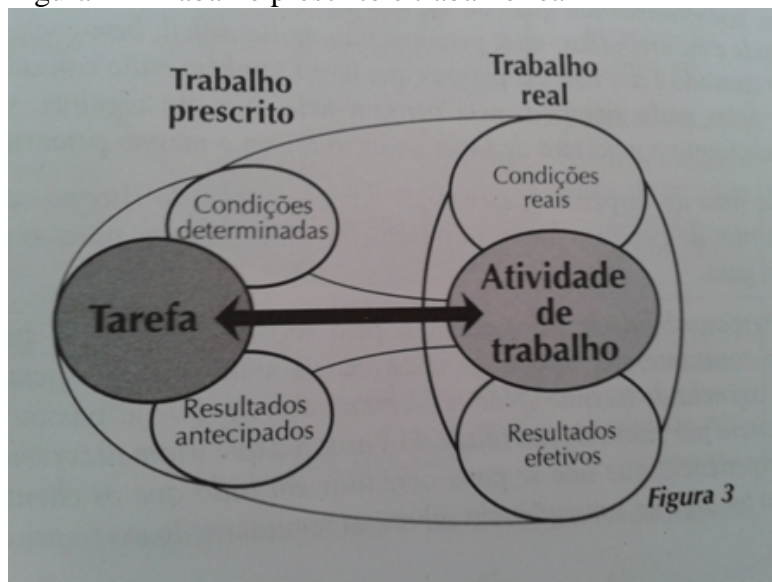 Trabalho
prescrito
Trabalho
real
Condições
determinadas
Condições
reais
Tarefa
Atividade
de
trabalho
Resultados
antecipados
Resultados
efetivos
Figura 3